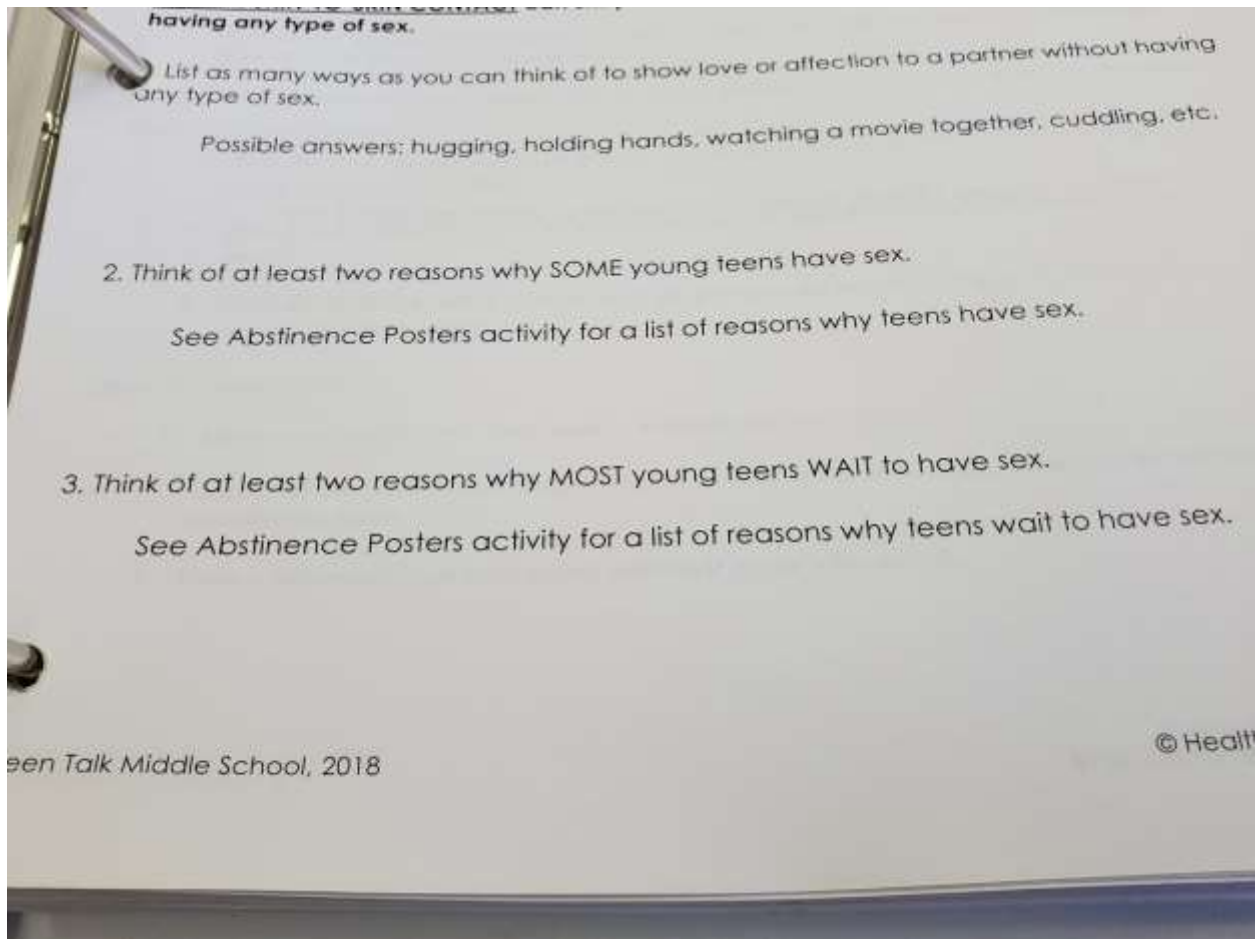 having any type of sex.
List as many ways as you can think of to show love or affection to a partner without having
any type of sex.
Possible answers: hugging, holding hands, watching a movie together, cuddling, etc.
2. Think of at least two reasons why SOME young teens have sex.
See Abstinence Posters activity for a list of reasons why teens have sex.
3. Think of at least two reasons why MOST young teens WAIT to have sex.
See Abstinence Posters activity for a list of reasons why teens wait to have sex.
een Talk Middle School, 2018
© Healt